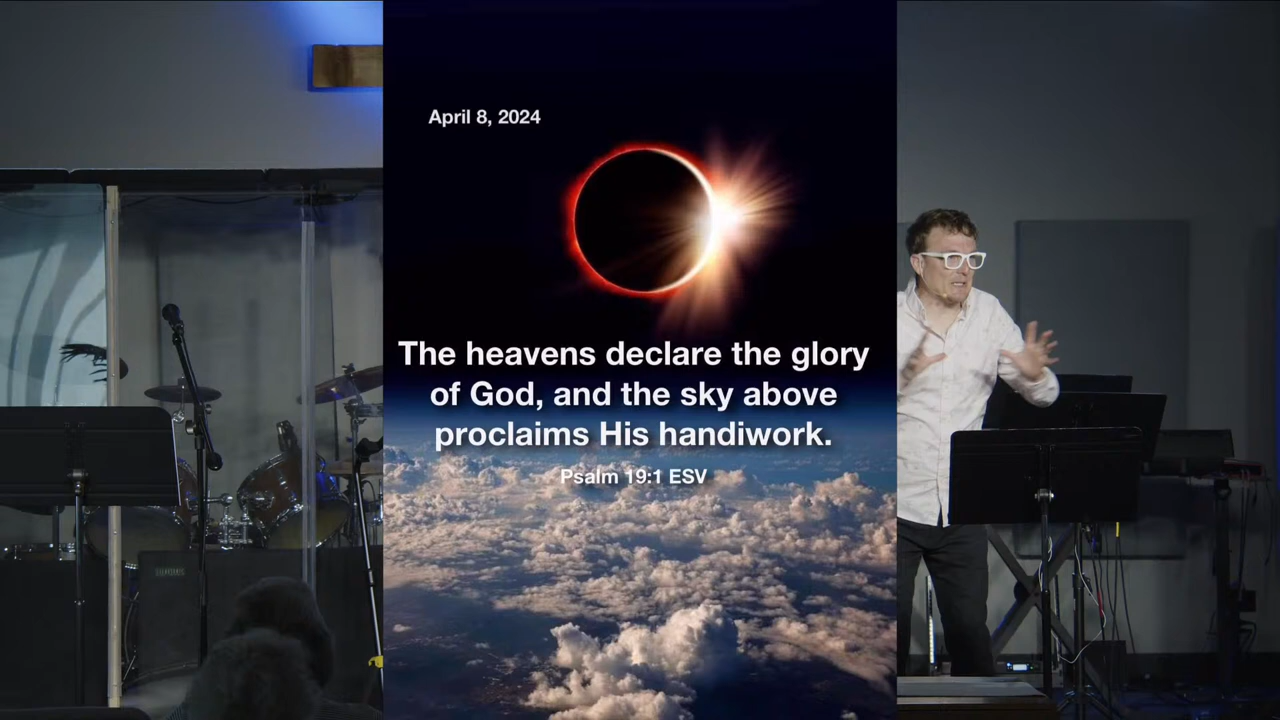 April 8, 2024
The heavens declare the glory
of God, and the sky above
proclaims His handiwork.
Psalm 19:1 ESV